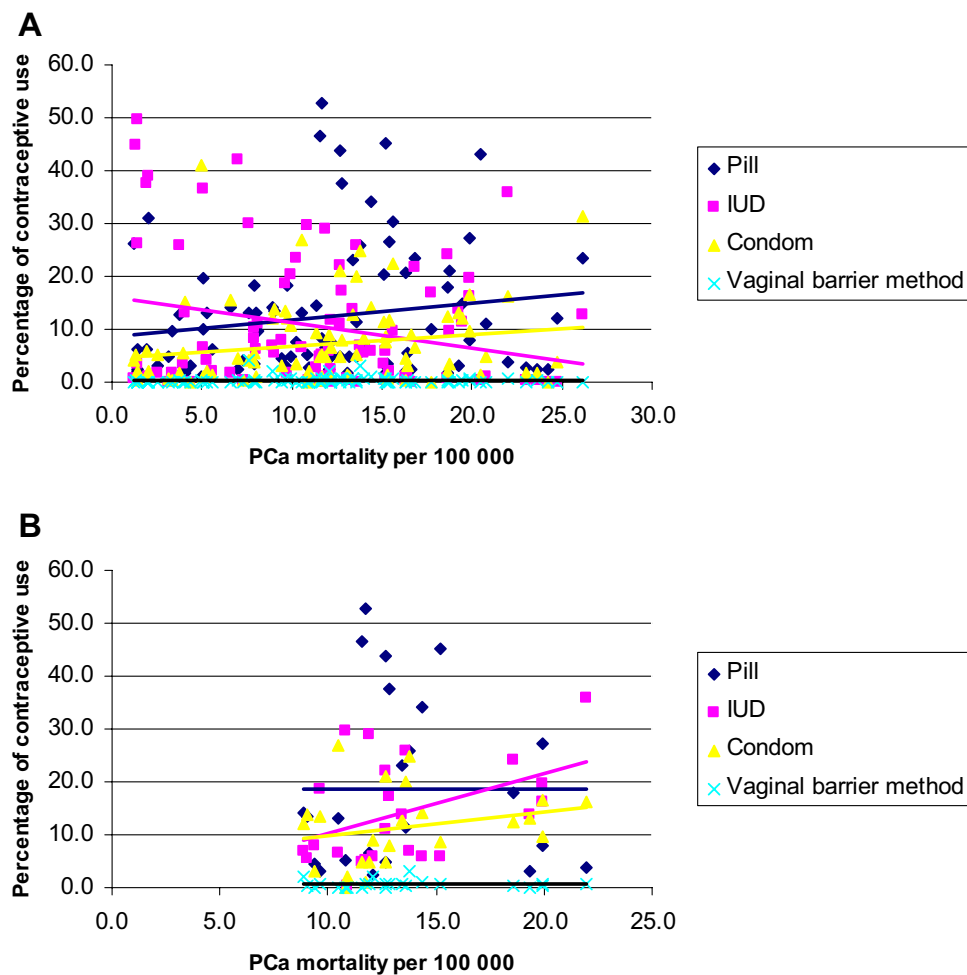 A
Percentage of contraceptive use
60.0
50.0
40.0
30.0
20.0
10.0
0.0
0.0 5.0 10.0 15.0 20.0 25.0 30.0
PCa mortality per 100 000
Pill
IUD
Condom
Vaginal barrier method
B
Percentage of contraceptive use
60.0
50.0
40.0
30.0
20.0
10.0
0.0
0.0 5.0 10.0 15.0 20.0 25.0
PCa mortality per 100 000
Pill
IUD
Condom
Vaginal barrier method